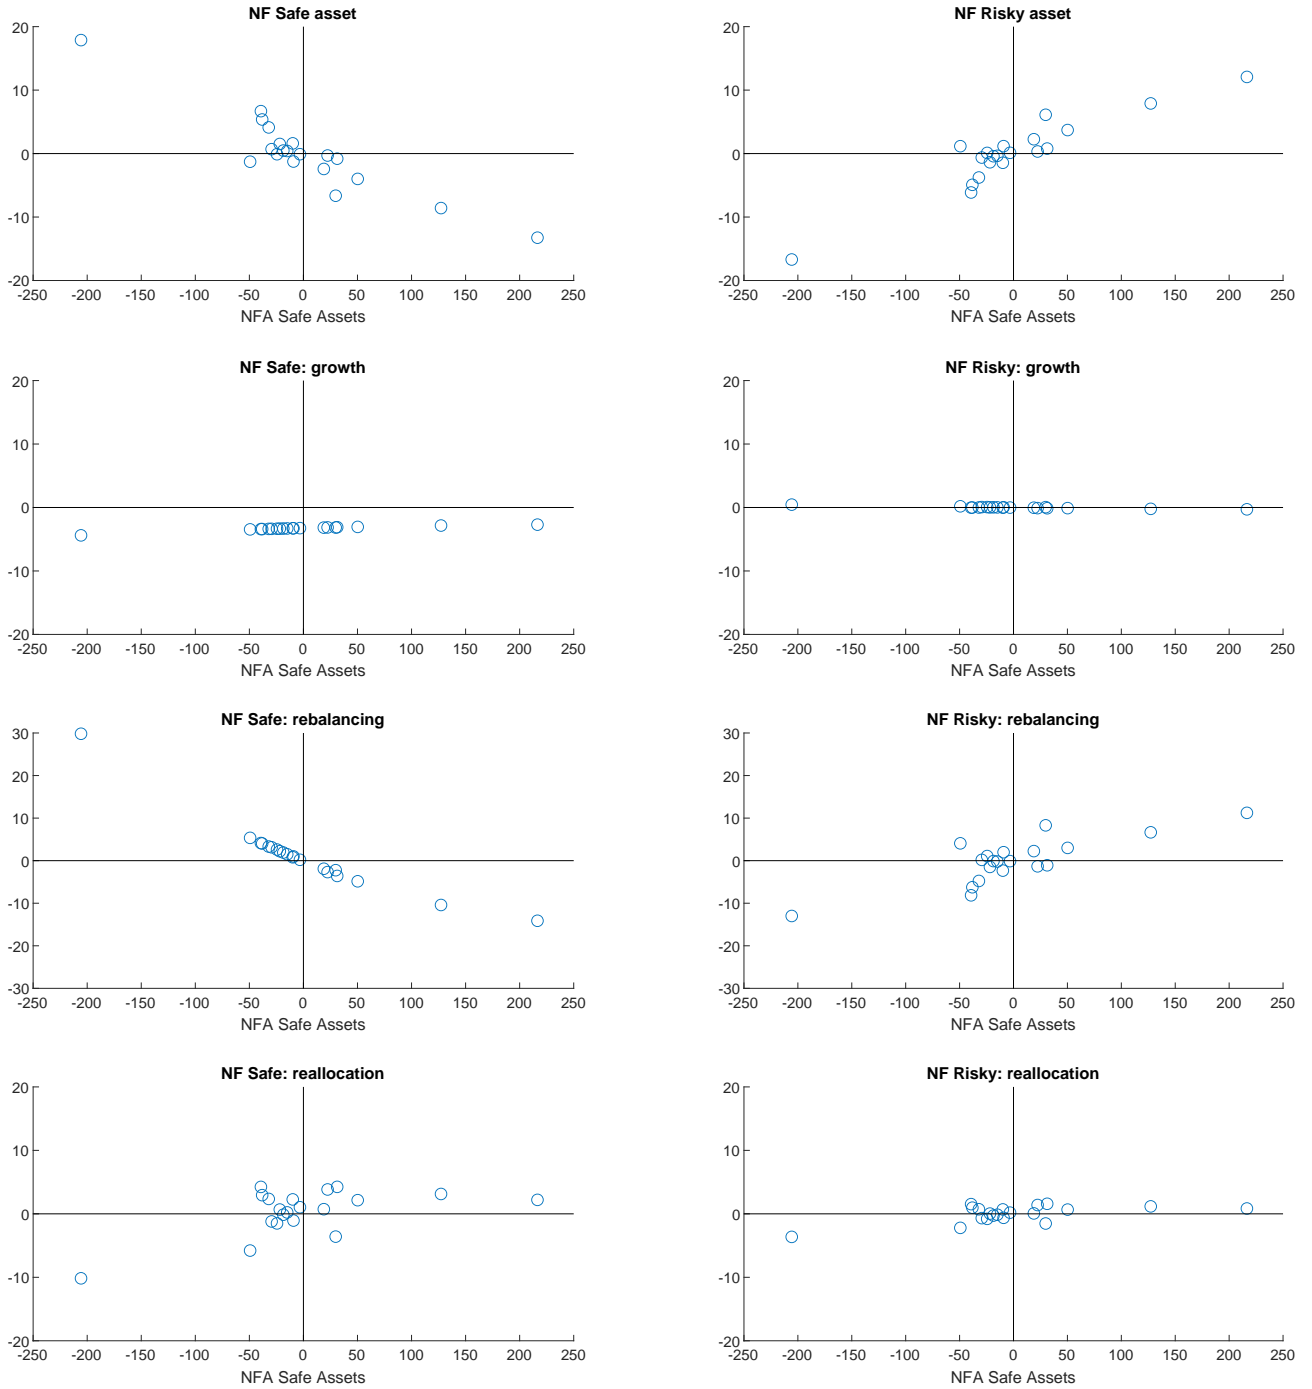 NF Safe asset
20
10
0
-10
-20
-250 -200 -150 -100 -50 0 50 100 150 200 250
NFA Safe Assets
NF Risky asset
20
10
0
-10
-20
-250 -200 -150 -100 -50 0 50 100 150 200 250
NFA Safe Assets
NF Safe: growth
20
10
0
-10
-20
-250 -200 -150 -100 -50 0 50 100 150 200 250
NFA Safe Assets
NF Risky: growth
20
10
0
-10
-20
-250 -200 -150 -100 -50 0 50 100 150 200 250
NFA Safe Assets
NF Safe: rebalancing
30
20
10
0
-10
-20
-30
-250 -200 -150 -100 -50 0 50 100 150 200 250
NFA Safe Assets
NF Risky: rebalancing
30
20
10
0
-10
-20
-30
-250 -200 -150 -100 -50 0 50 100 150 200 250
NFA Safe Assets
NF Safe: reallocation
20
10
0
-10
-20
-250 -200 -150 -100 -50 0 50 100 150 200 250
NFA Safe Assets
NF Risky: reallocation
20
10
0
-10
-20
-250 -200 -150 -100 -50 0 50 100 150 200 250
NFA Safe Assets